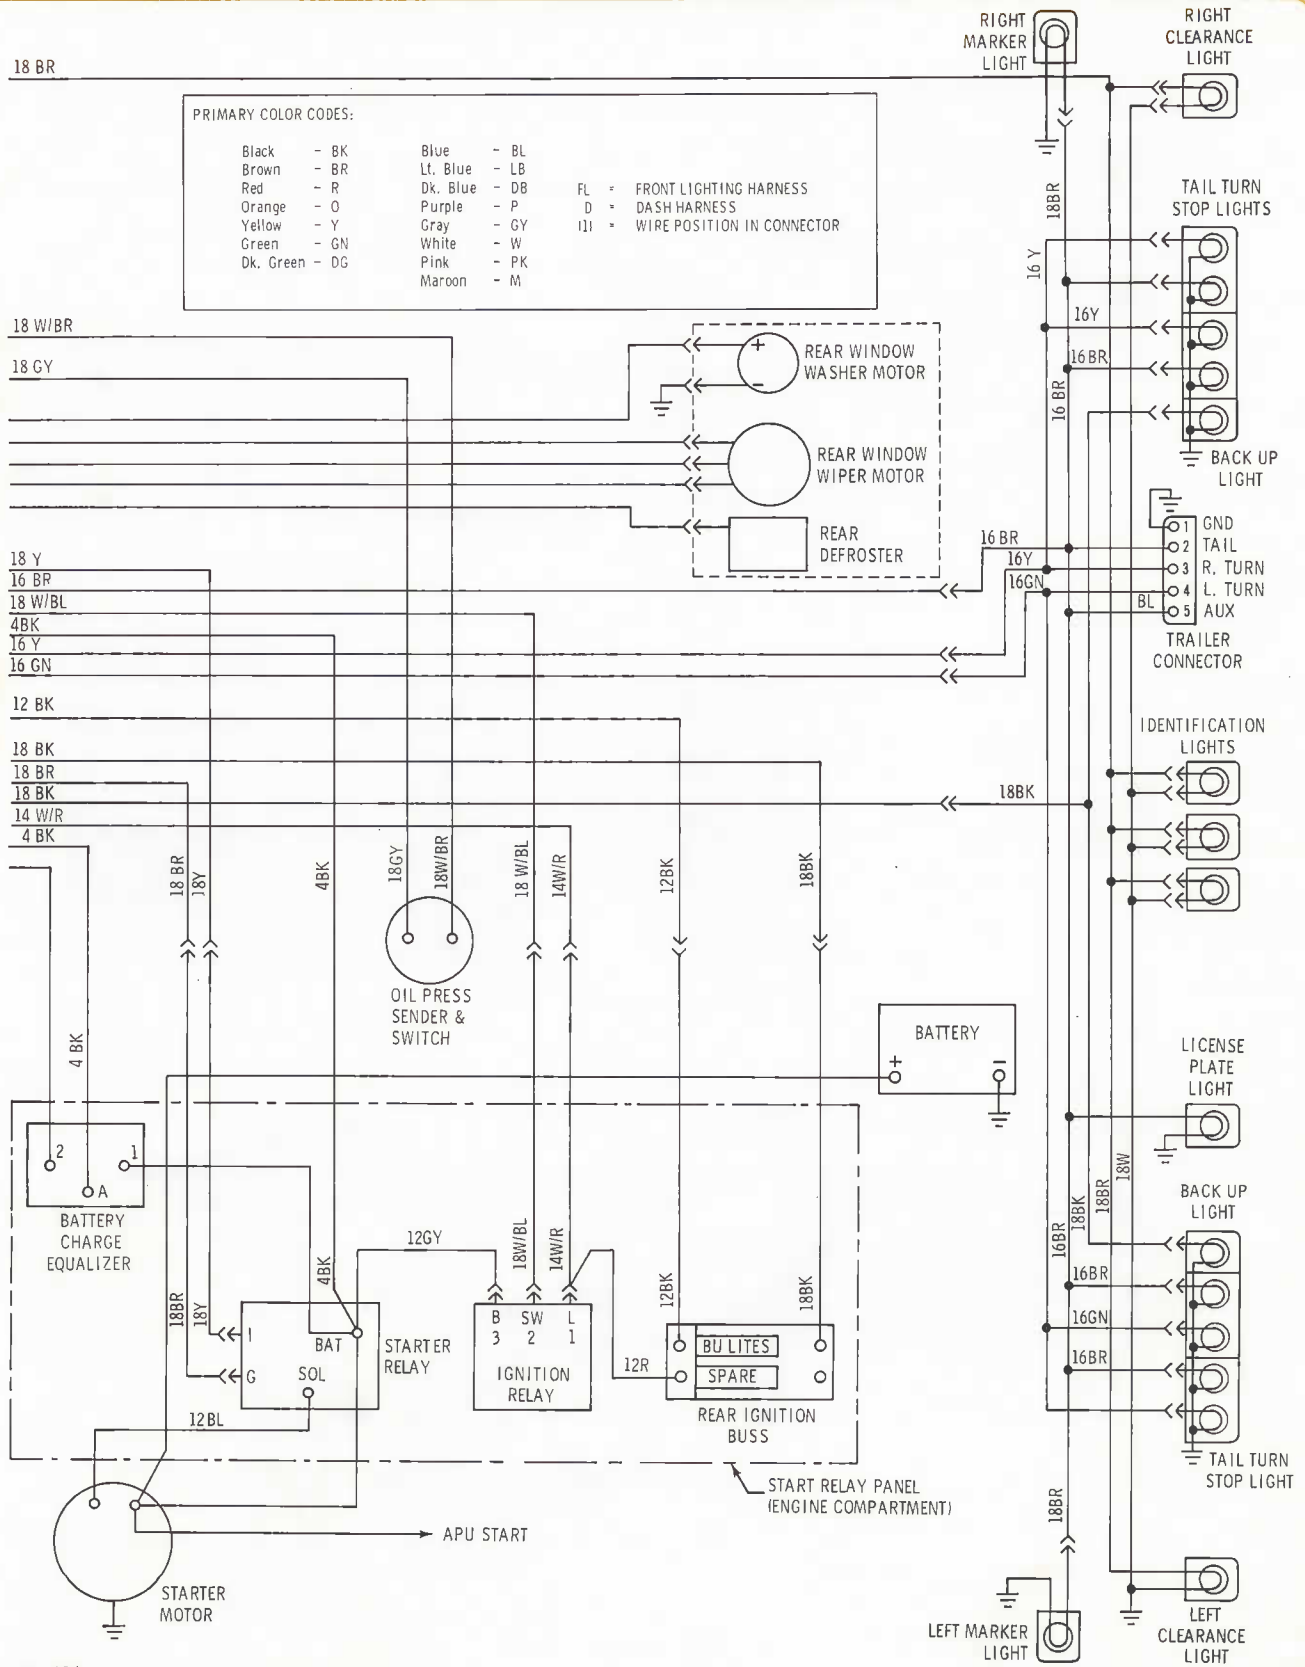 RIGHT
MARKER
LIGHT
RIGHT
CLEARANCE
LIGHT
18 BR
PRIMARY COLOR CODES:
Black - BK
Brown - BR
Red - R
Orange - O
Yellow - Y
Green - GN
Dk. Green - DG
Blue - BL
Lt. Blue - LB
Dk. Blue - DB
Purple - P
Gray - GY
White - W
Pink - PK
Maroon - M
FL = FRONT LIGHTING HARNESS
D = DASH HARNESS
111 = WIRE POSITION IN CONNECTOR
18BR
TAIL TURN
STOP LIGHTS
16 Y
16Y
16BR
16 BR
BACK UP
LIGHT
18 W/BR
18 GY
+
-
REAR WINDOW
WASHER MOTOR
REAR WINDOW
WIPER MOTOR
REAR
DEFROSTER
16 BR
16Y
16GN
1 GND
2 TAIL
3 R. TURN
4 L. TURN
BL
5 AUX
TRAILER
CONNECTOR
18 Y
16 BR
18 W/BL
4BK
16 Y
16 GN
12 BK
18 BK
18 BR
18 BK
14 W/R
4 BK
IDENTIFICATION
LIGHTS
18BK
18 BR
18Y
4BK
18GY
18W/BR
18 W/BL
14W/R
12BK
18BK
OIL PRESS
SENDER &
SWITCH
4 BK
BATTERY
+
-
LICENSE
PLATE
LIGHT
18W
18BR
18BK
16BR
BACK UP
LIGHT
2
1
A
BATTERY
CHARGE
EQUALIZER
12GY
4BK
18W/BL
14W/R
12BK
18BK
18BR
18Y
I
G
BAT
SOL
STARTER
RELAY
B SW L
3 2 1
IGNITION
RELAY
12R
BU LITES
SPARE
REAR IGNITION
BUSS
16BR
16GN
16BR
12BL
TAIL TURN
STOP LIGHT
START RELAY PANEL
(ENGINE COMPARTMENT)
18BR
APU START
STARTER
MOTOR
LEFT MARKER
LIGHT
LEFT
CLEARANCE
LIGHT